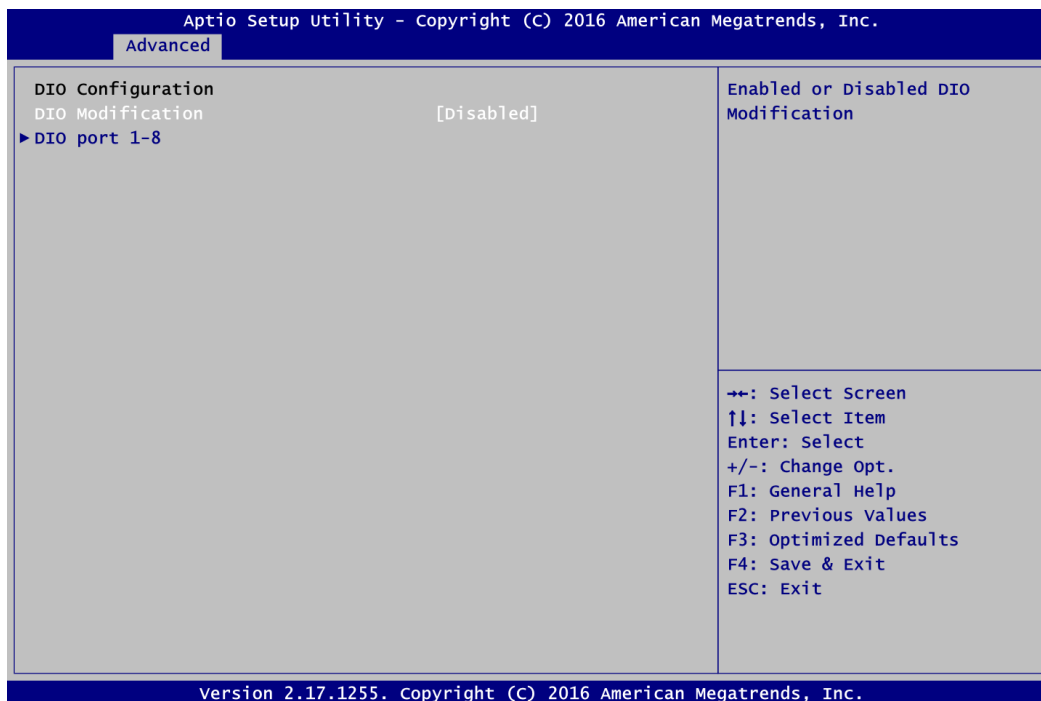 Aptio Setup Utility - Copyright (C) 2016 American Megatrends, Inc.
Advanced
DIO Configuration
DIO Modification [Disabled]
►DIO port 1-8
Enabled or Disabled DIO
Modification
→←: Select Screen
↑↓: Select Item
Enter: Select
+/-: Change Opt.
F1: General Help
F2: Previous Values
F3: Optimized Defaults
F4: Save & Exit
ESC: Exit
Version 2.17.1255. Copyright (C) 2016 American Megatrends, Inc.